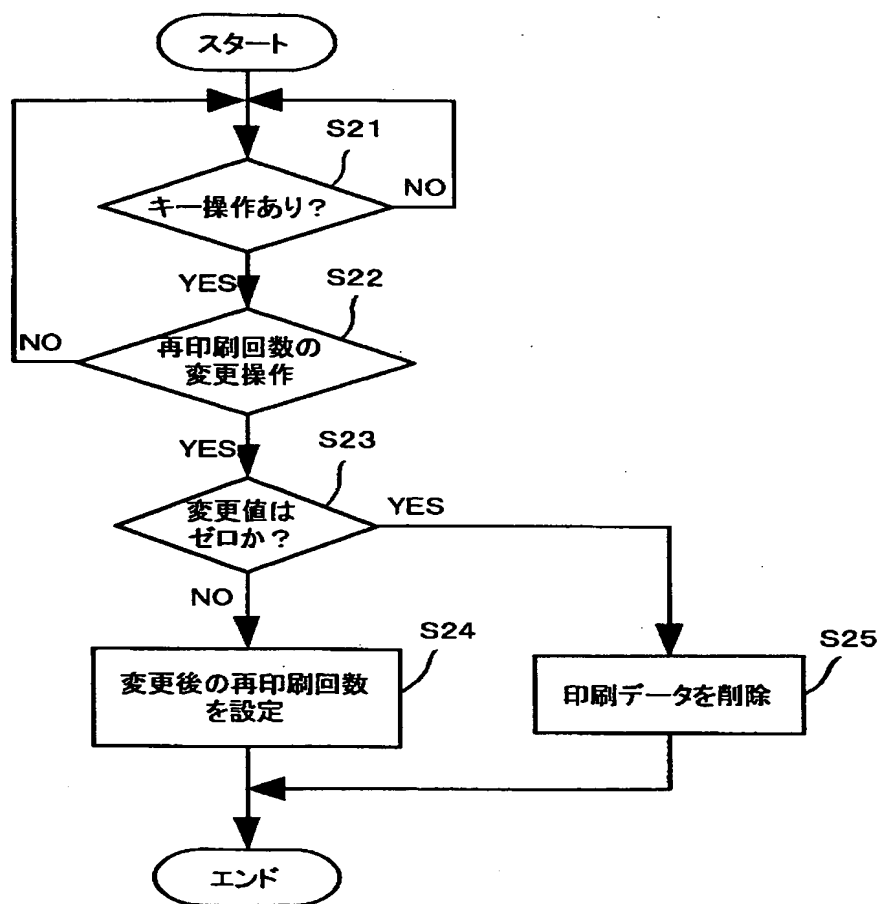 スタート
S21
キー操作あり?
NO
YES
S22
再印刷回数の
変更操作
NO
YES
S23
変更値は
ゼロか?
YES
NO
S24
変更後の再印刷回数
を設定
S25
印刷データを削除
エンド